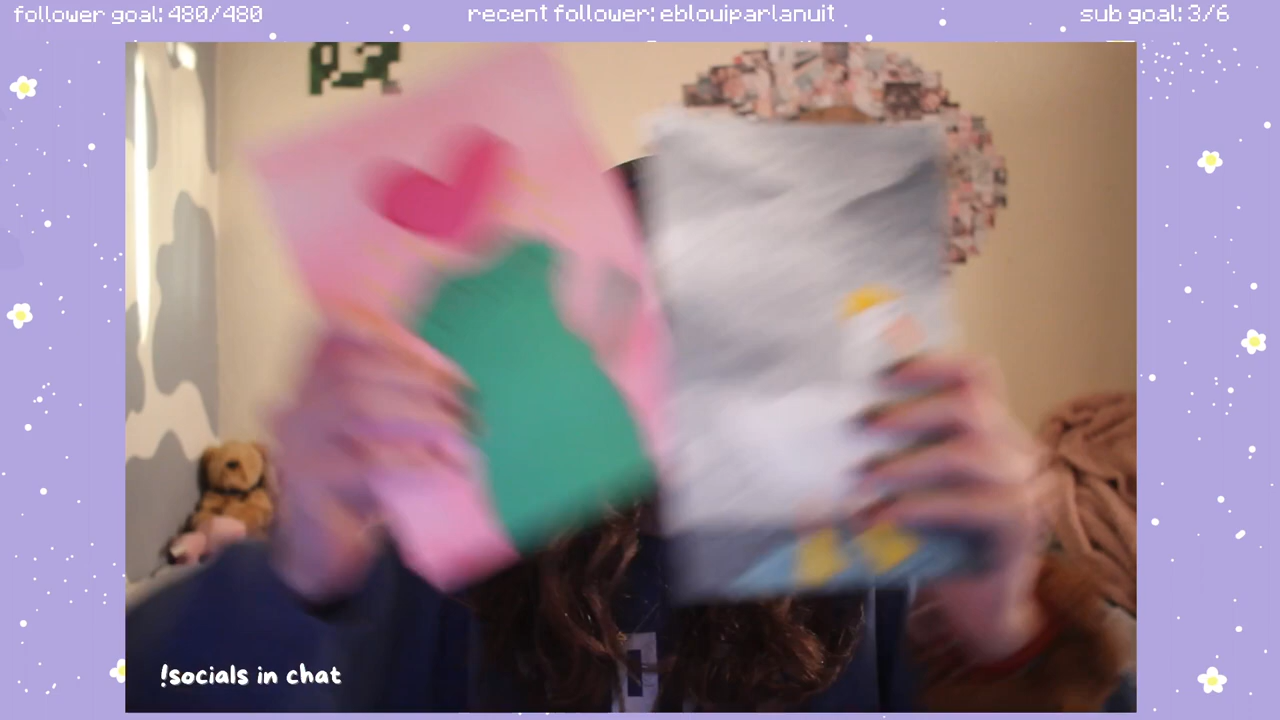 follower goal: 480/480
recent follower: eblouiparlanuit
sub goal: 3/6
!socials in chat